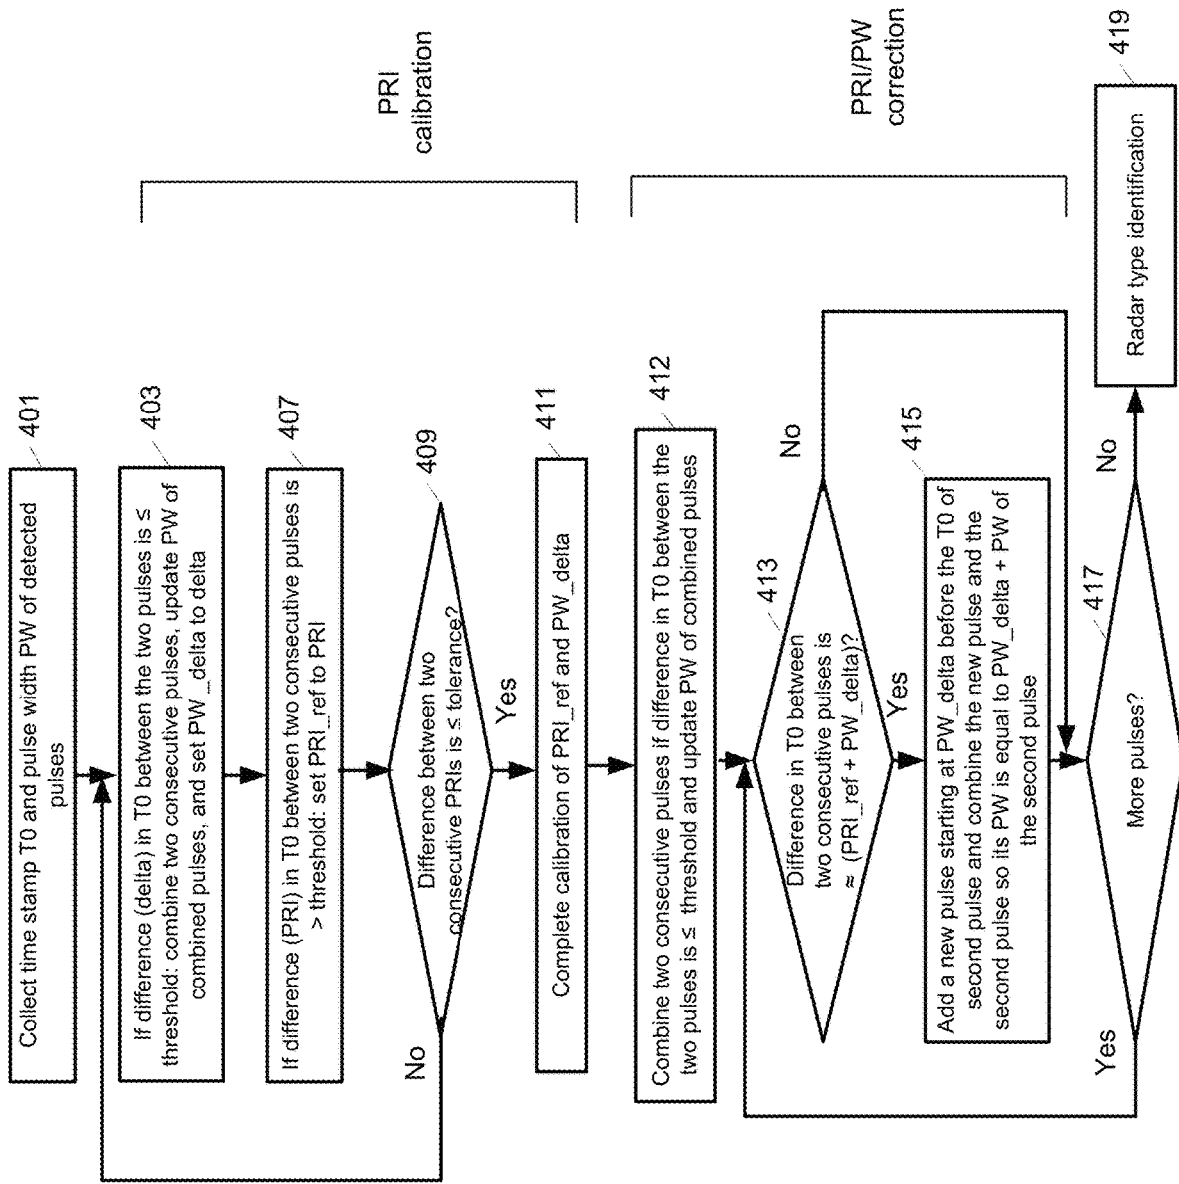 401
Collect time stamp T0 and pulse width PW of detected
pulses
403
If difference (delta) in T0 between the two pulses is ≤
threshold: combine two consecutive pulses, update PW of
combined pulses, and set PW_delta to delta
407
If difference (PRI) in T0 between two consecutive pulses is
> threshold: set PRI_ref to PRI
409
Difference between two
consecutive PRIs is ≤ tolerance?
No
Yes
411
Complete calibration of PRI_ref and PW_delta
PRI
calibration
412
Combine two consecutive pulses if difference in T0 between the
two pulses is ≤ threshold and update PW of combined pulses
413
Difference in T0 between
two consecutive pulses is
≈ (PRI_ref + PW_delta)?
No
Yes
415
Add a new pulse starting at PW_delta before the T0 of
second pulse and combine the new pulse and the
second pulse so its PW is equal to PW_delta + PW of
the second pulse
PRI/PW
correction
417
More pulses?
Yes
No
419
Radar type identification